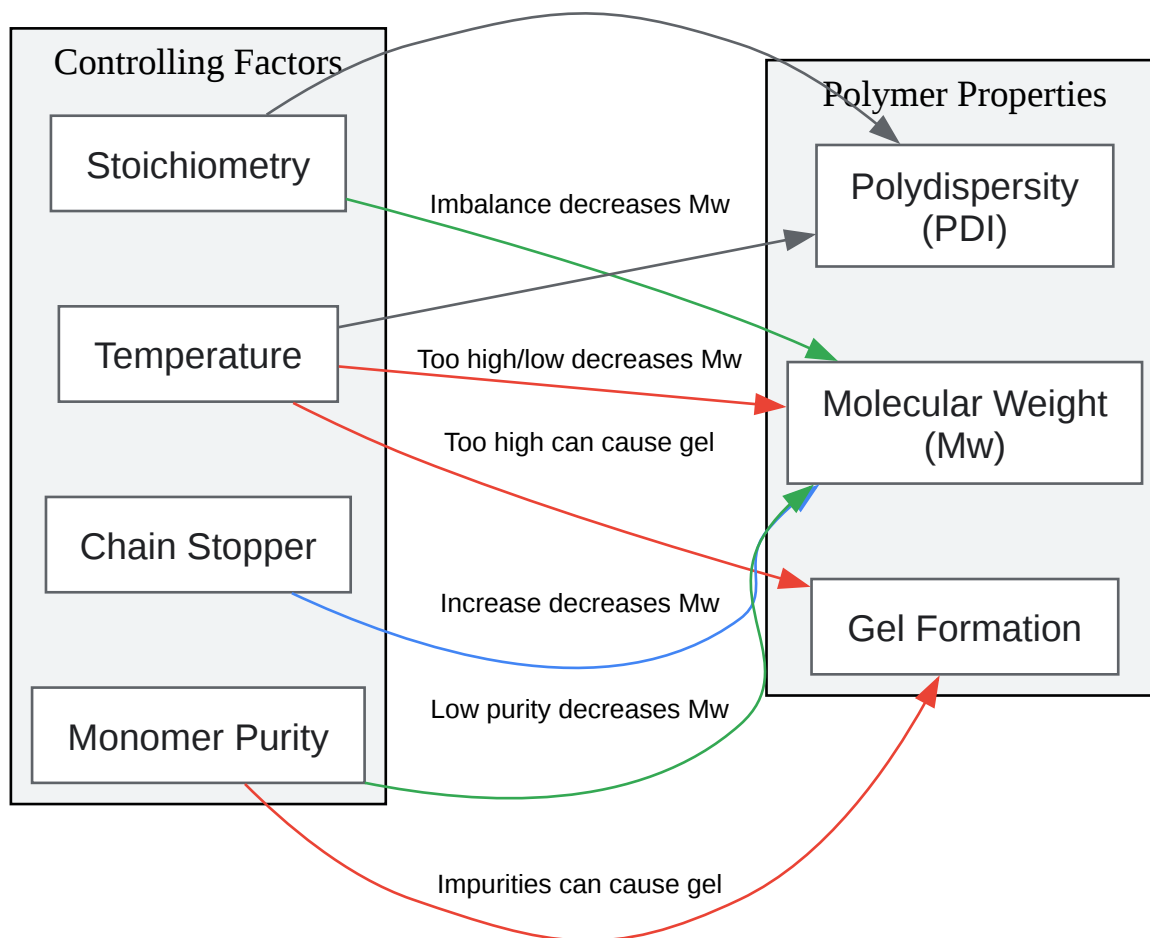 Controlling Factors
Stoichiometry
Temperature
Chain Stopper
Monomer Purity
Imbalance decreases Mw
Too high/low decreases Mw
Too high can cause gel
Increase decreases Mw
Low purity decreases Mw
Impurities can cause gel
Polymer Properties
Polydispersity
(PDI)
Molecular Weight
(Mw)
Gel Formation